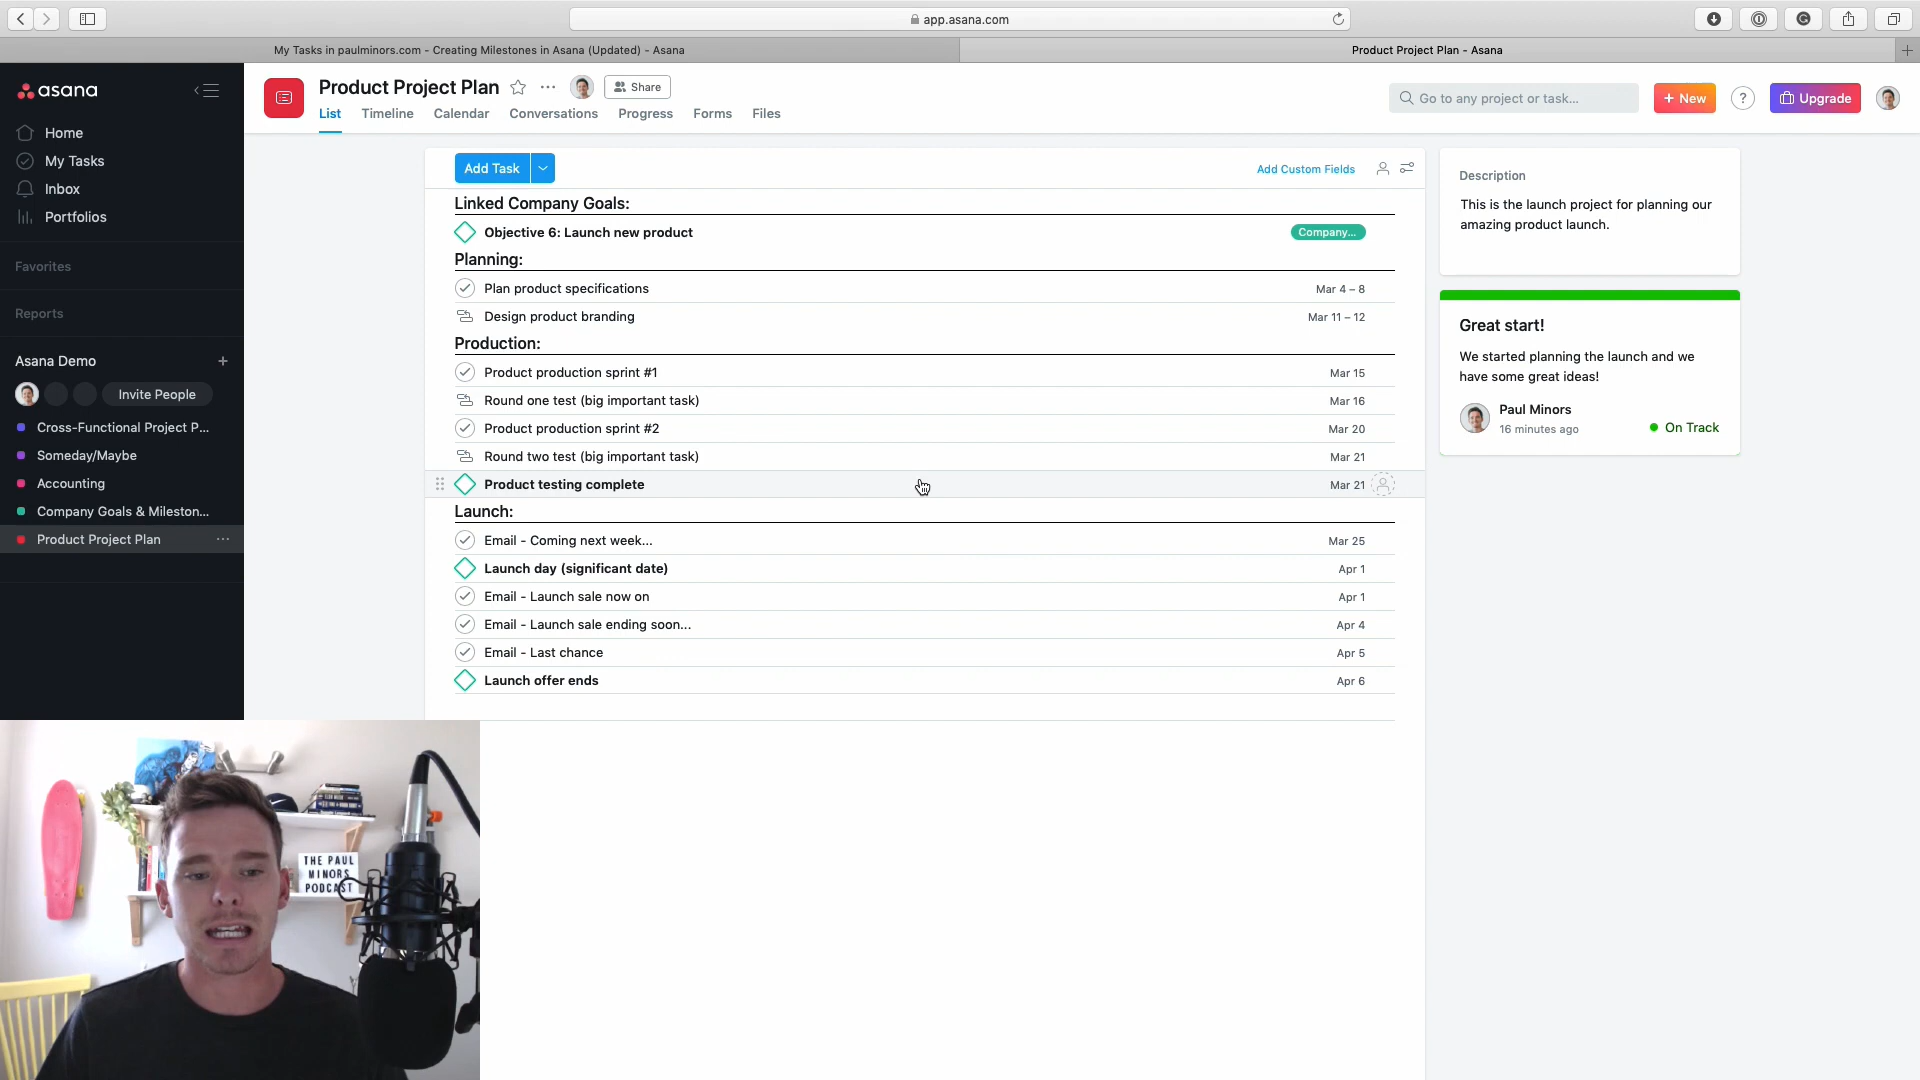 app.asana.com
My Tasks in paulminors.com - Creating Milestones in Asana (Updated) - Asana
Product Project Plan - Asana
asana
Home
My Tasks
Inbox
Portfolios
Favorites
Reports
Asana Demo
Invite People
Cross-Functional Project P...
Someday/Maybe
Accounting
Company Goals & Mileston...
Product Project Plan
Product Project Plan
Share
List Timeline Calendar Conversations Progress Forms Files
Go to any project or task...
+ New
?
Upgrade
Add Task
Add Custom Fields
Linked Company Goals:
Objective 6: Launch new product Company...
Planning:
Plan product specifications Mar 4 – 8
Design product branding Mar 11 – 12
Production:
Product production sprint #1 Mar 15
Round one test (big important task) Mar 16
Product production sprint #2 Mar 20
Round two test (big important task) Mar 21
Product testing complete Mar 21
Launch:
Email - Coming next week... Mar 25
Launch day (significant date) Apr 1
Email - Launch sale now on Apr 1
Email - Launch sale ending soon... Apr 4
Email - Last chance Apr 5
Launch offer ends Apr 6
Description
This is the launch project for planning our
amazing product launch.
Great start!
We started planning the launch and we
have some great ideas!
Paul Minors
16 minutes ago
On Track
THE PAUL
MINORS
PODCAST